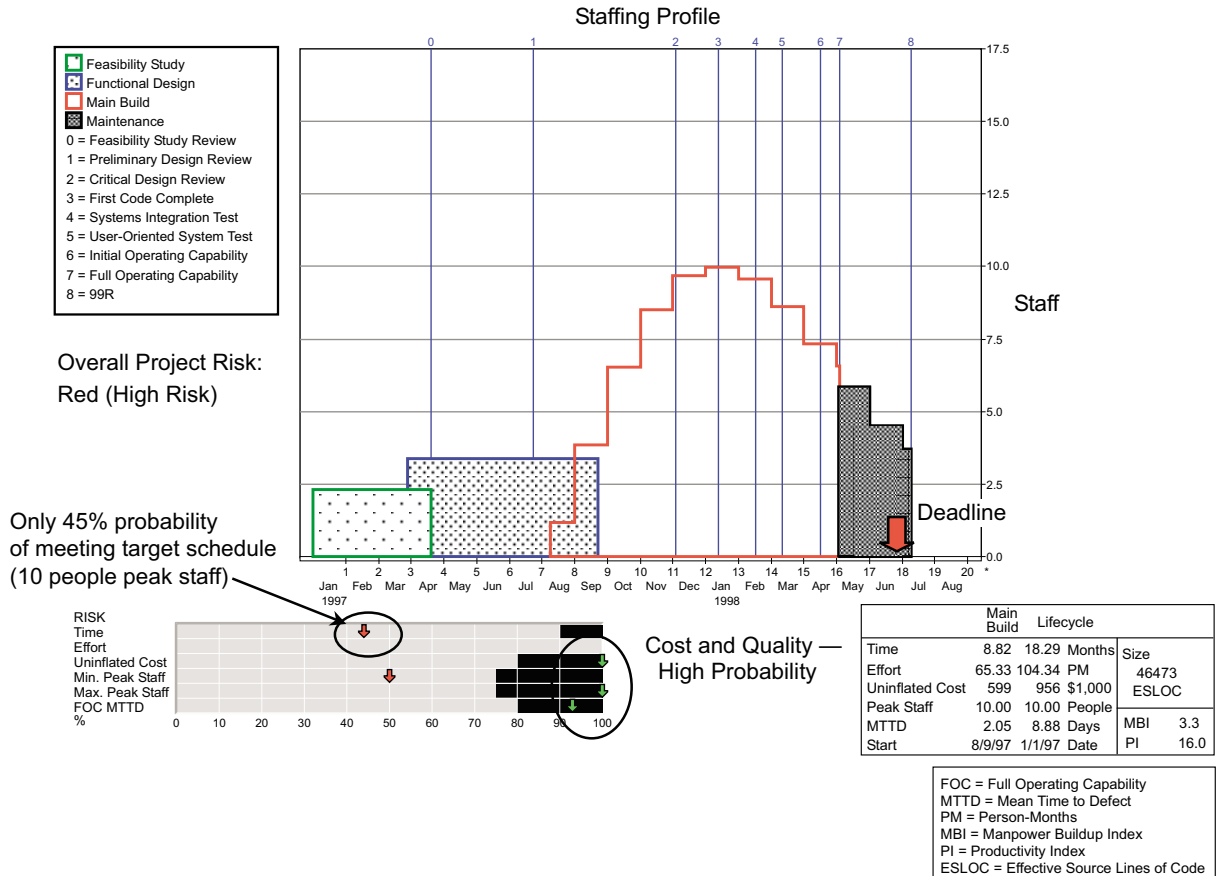 Staffing Profile
0 1 2 3 4 5 6 7 8
Feasibility Study
Functional Design
Main Build
Maintenance
0 = Feasibility Study Review
1 = Preliminary Design Review
2 = Critical Design Review
3 = First Code Complete
4 = Systems Integration Test
5 = User-Oriented System Test
6 = Initial Operating Capability
7 = Full Operating Capability
8 = 99R
17.5
15.0
12.5
10.0
7.5
5.0
2.5
0.0
Staff
Overall Project Risk:
Red (High Risk)
Deadline
Only 45% probability
of meeting target schedule
(10 people peak staff)
1 2 3 4 5 6 7 8 9 10 11 12 13 14 15 16 17 18 19 20 *
Jan Feb Mar Apr May Jun Jul Aug Sep Oct Nov Dec Jan Feb Mar Apr May Jun Jul Aug
1997 1998
RISK
Time
Effort
Uninflated Cost
Min. Peak Staff
Max. Peak Staff
FOC MTTD
%
0 10 20 30 40 50 60 70 80 90 100
Cost and Quality —
High Probability
Main
Build Lifecycle
Time 8.82 18.29 Months
Effort 65.33 104.34 PM
Uninflated Cost 599 956 $1,000
Peak Staff 10.00 10.00 People
MTTD 2.05 8.88 Days
Start 8/9/97 1/1/97 Date
Size
46473
ESLOC
MBI 3.3
PI 16.0
FOC = Full Operating Capability
MTTD = Mean Time to Defect
PM = Person-Months
MBI = Manpower Buildup Index
PI = Productivity Index
ESLOC = Effective Source Lines of Code